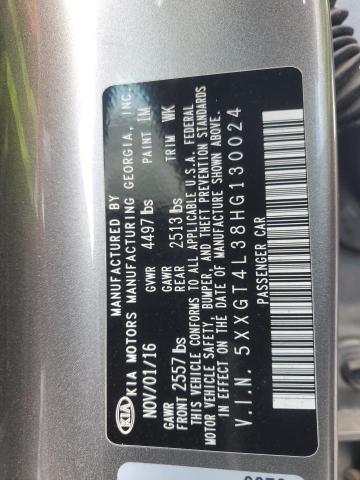 MANUFACTURED BY
KIA KIA MOTORS MANUFACTURING GEORGIA, INC.
NOV/01/16 GVWR 4497 lbs PAINT IM
GAWR FRONT 2557 lbs GAWR REAR 2513 lbs TRIM WK
THIS VEHICLE CONFORMS TO ALL APPLICABLE U.S.A. FEDERAL
MOTOR VEHICLE SAFETY, BUMPER, AND THEFT PREVENTION STANDARDS
IN EFFECT ON THE DATE OF MANUFACTURE SHOWN ABOVE.
V.I.N. 5XXGT4L38HG130024
PASSENGER CAR